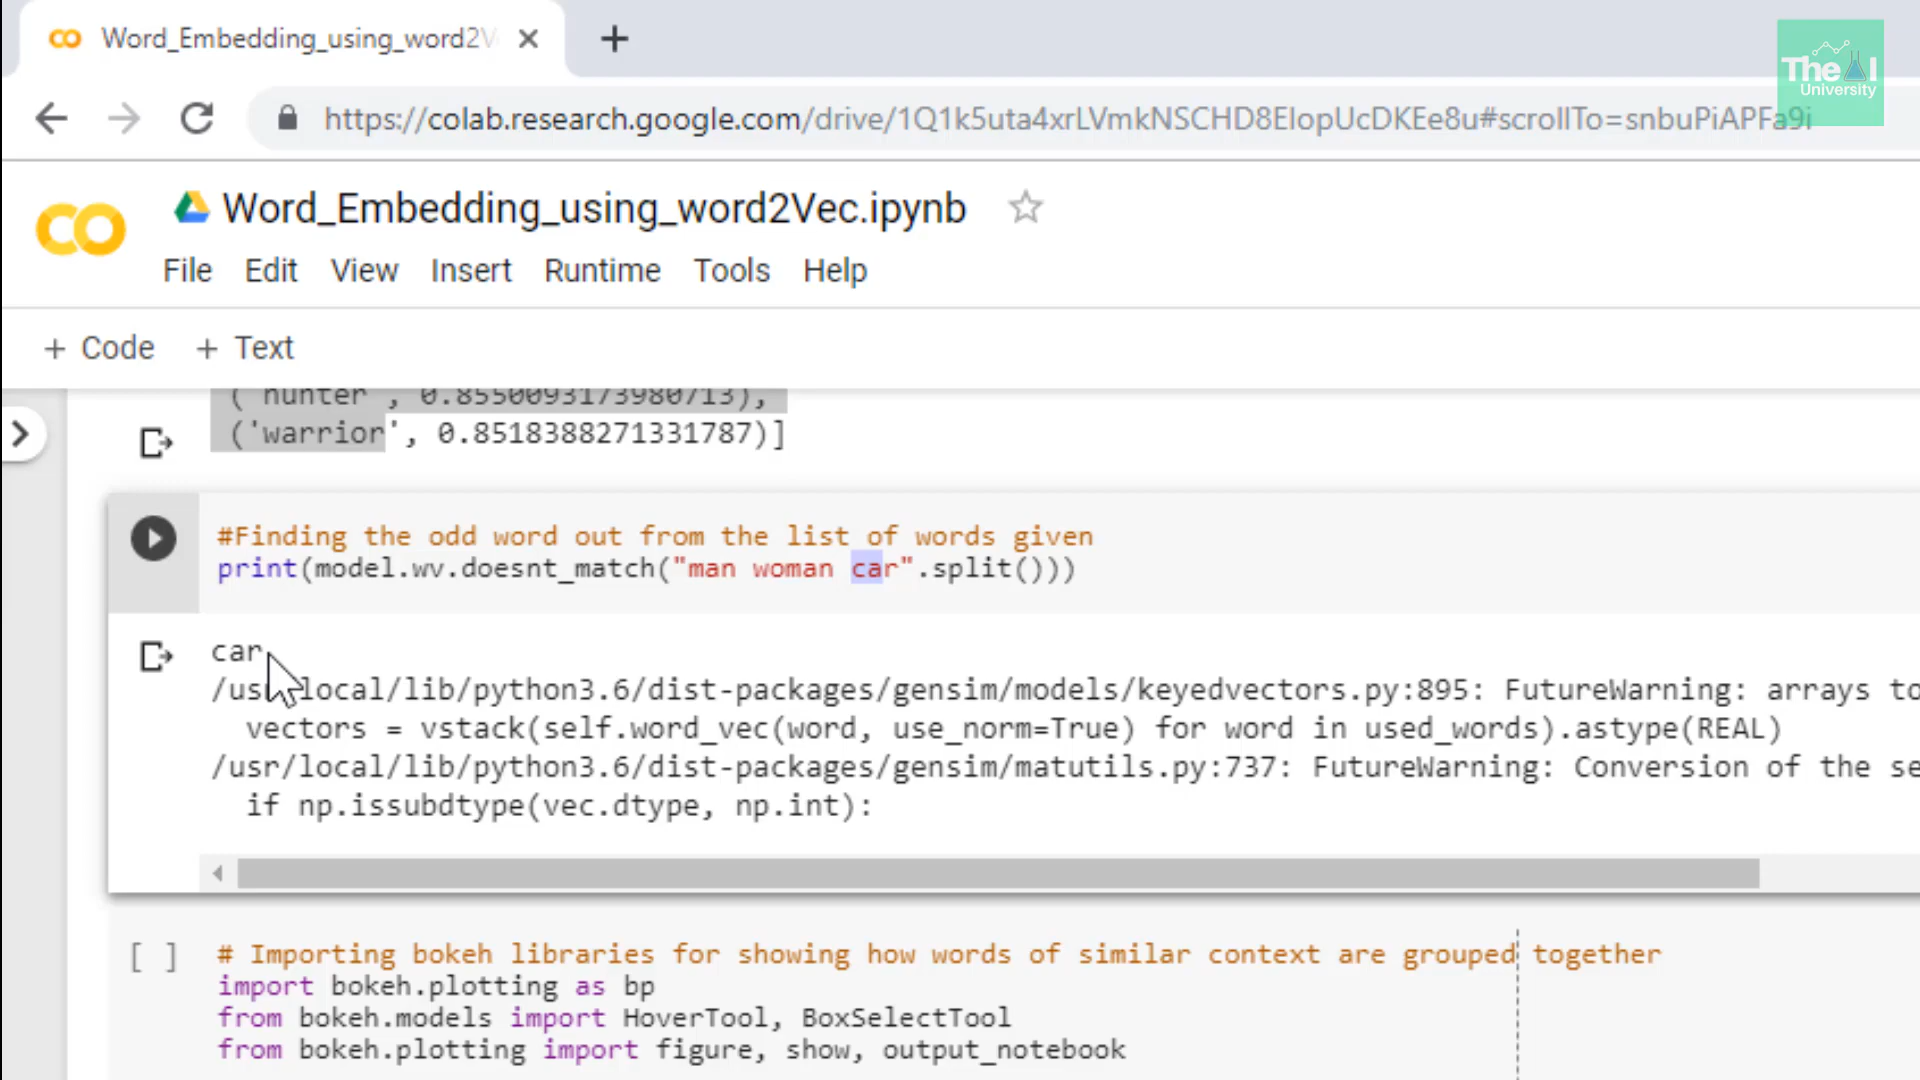 Word_Embedding_using_word2V
The AI
University
https://colab.research.google.com/drive/1Q1k5uta4xrLVmkNSCHD8ElopUcDKEe8u#scrollTo=snbuPiAPFa9i
CO
Word_Embedding_using_word2Vec.ipynb
File Edit View Insert Runtime Tools Help
+ Code + Text
('hunter', 0.8550093173980713),
('warrior', 0.8518388271331787)]
#Finding the odd word out from the list of words given
print(model.wv.doesnt_match("man woman car".split()))
car
/usr/local/lib/python3.6/dist-packages/gensim/models/keyedvectors.py:895: FutureWarning: arrays to
vectors = vstack(self.word_vec(word, use_norm=True) for word in used_words).astype(REAL)
/usr/local/lib/python3.6/dist-packages/gensim/matutils.py:737: FutureWarning: Conversion of the se
if np.issubdtype(vec.dtype, np.int):
[ ] # Importing bokeh libraries for showing how words of similar context are grouped together
import bokeh.plotting as bp
from bokeh.models import HoverTool, BoxSelectTool
from bokeh.plotting import figure, show, output_notebook